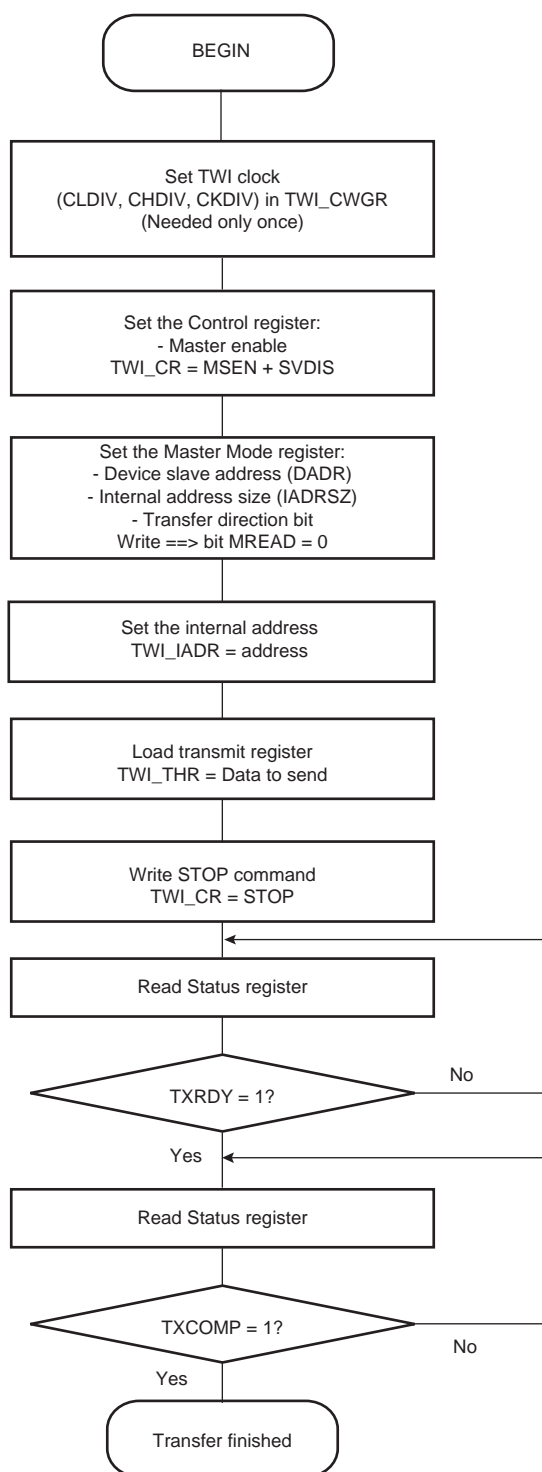 BEGIN
Set TWI clock
(CLDIV, CHDIV, CKDIV) in TWI_CWGR
(Needed only once)
Set the Control register:
- Master enable
TWI_CR = MSEN + SVDIS
Set the Master Mode register:
- Device slave address (DADR)
- Internal address size (IADRSZ)
- Transfer direction bit
Write ==> bit MREAD = 0
Set the internal address
TWI_IADR = address
Load transmit register
TWI_THR = Data to send
Write STOP command
TWI_CR = STOP
Read Status register
TXRDY = 1?
No
Yes
Read Status register
TXCOMP = 1?
No
Yes
Transfer finished